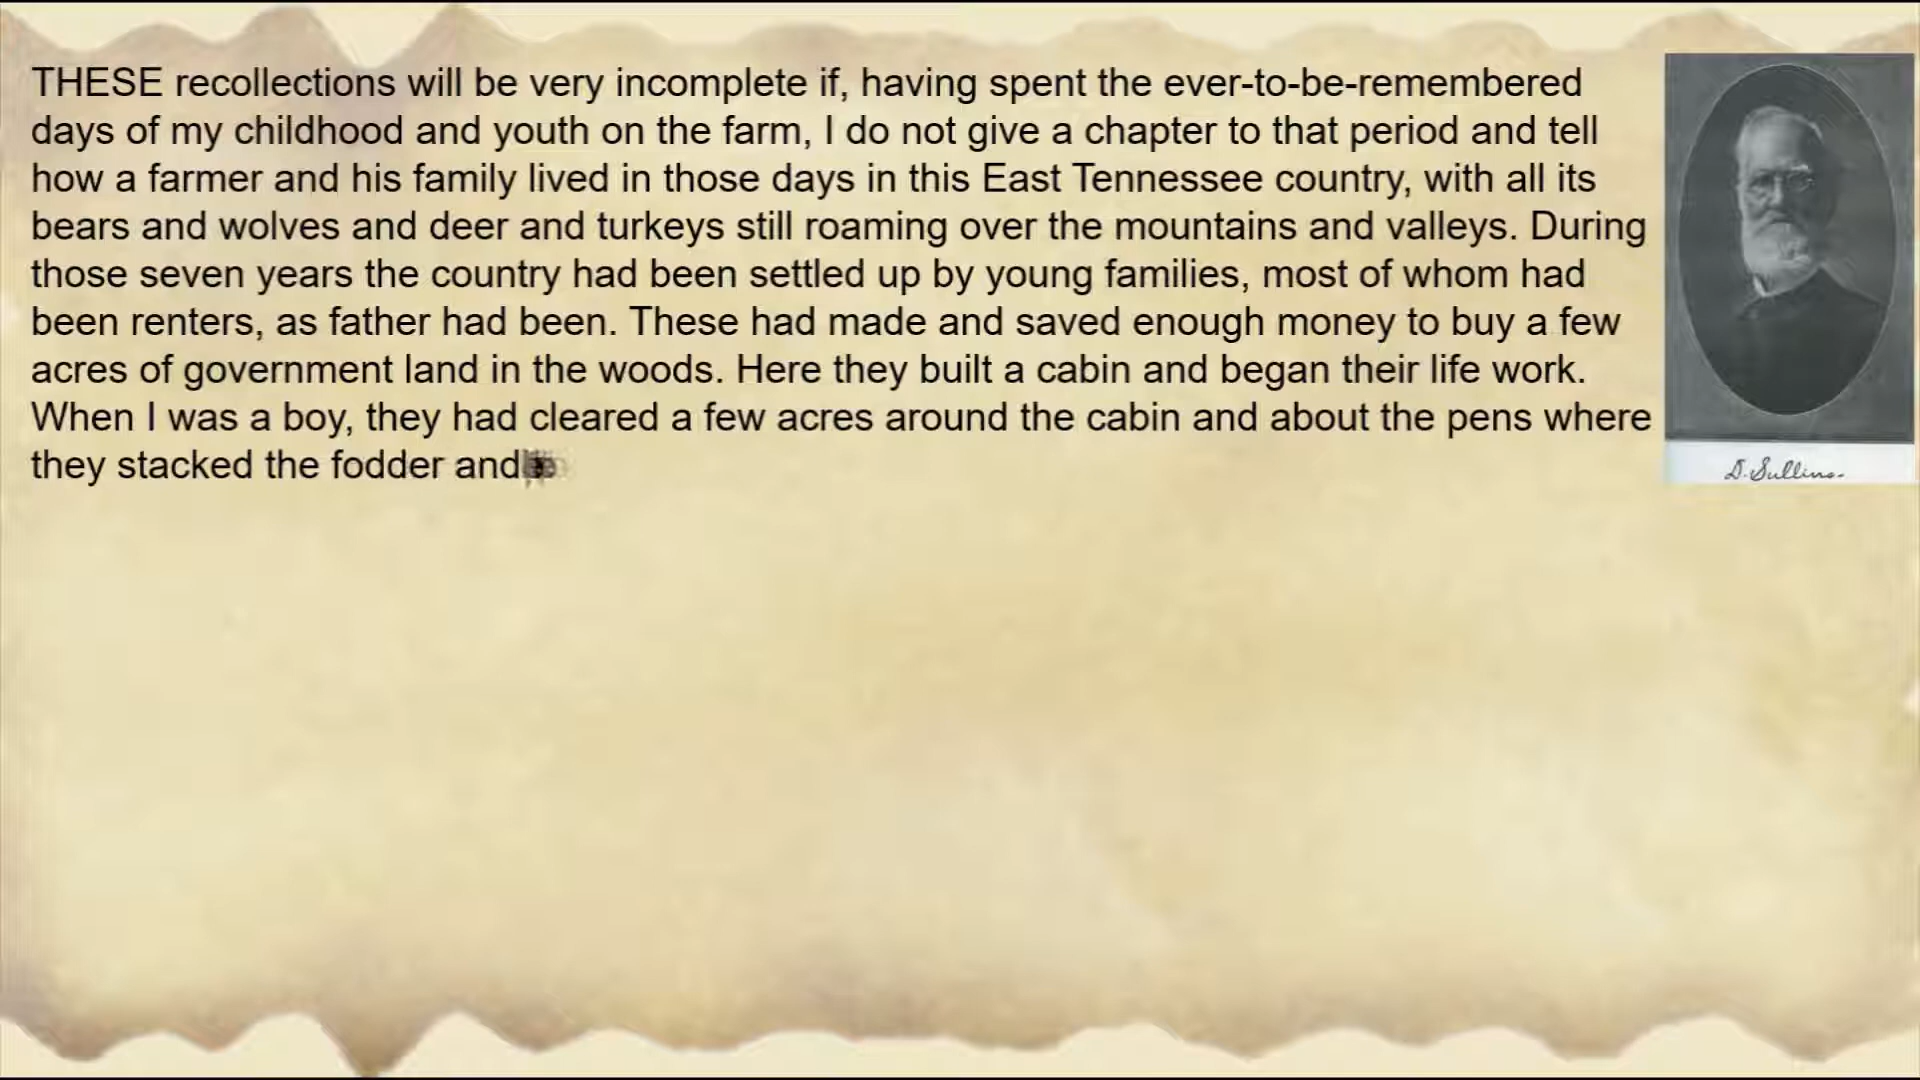 THESE recollections will be very incomplete if, having spent the ever-to-be-remembered
days of my childhood and youth on the farm, I do not give a chapter to that period and tell
how a farmer and his family lived in those days in this East Tennessee country, with all its
bears and wolves and deer and turkeys still roaming over the mountains and valleys. During
those seven years the country had been settled up by young families, most of whom had
been renters, as father had been. These had made and saved enough money to buy a few
acres of government land in the woods. Here they built a cabin and began their life work.
When I was a boy, they had cleared a few acres around the cabin and about the pens where
they stacked the fodder and
D. Sullins.